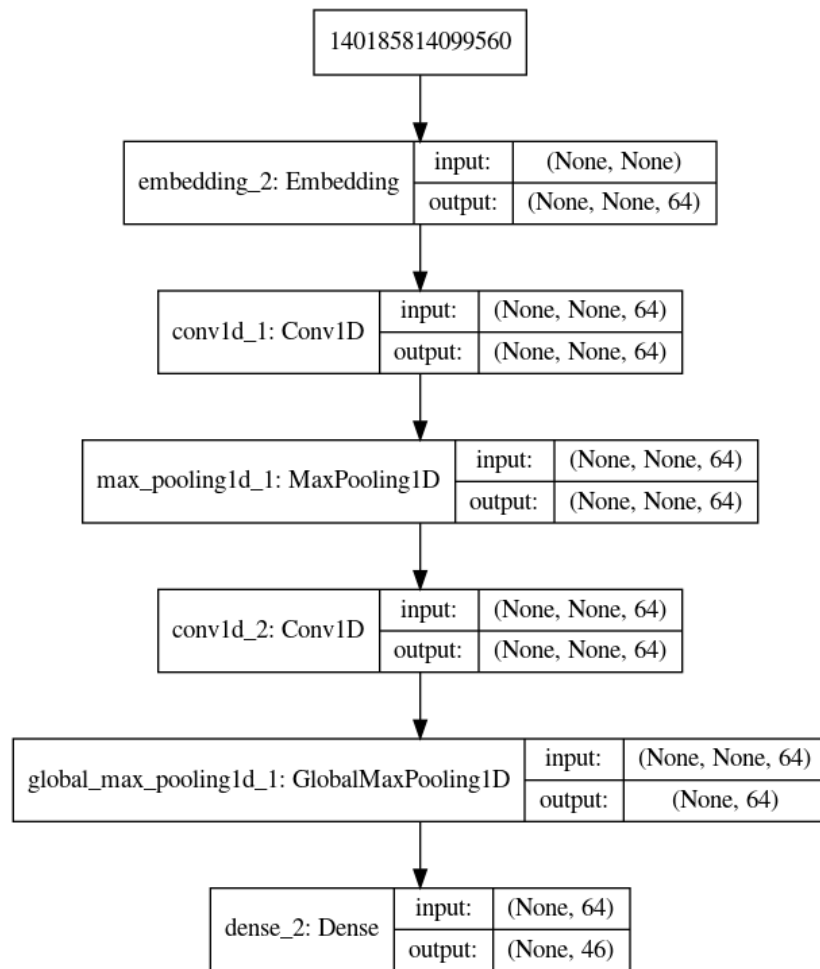 140185814099560
embedding_2: Embedding
input: (None, None)
output: (None, None, 64)
conv1d_1: Conv1D
input: (None, None, 64)
output: (None, None, 64)
max_pooling1d_1: MaxPooling1D
input: (None, None, 64)
output: (None, None, 64)
conv1d_2: Conv1D
input: (None, None, 64)
output: (None, None, 64)
global_max_pooling1d_1: GlobalMaxPooling1D
input: (None, None, 64)
output: (None, 64)
dense_2: Dense
input: (None, 64)
output: (None, 46)